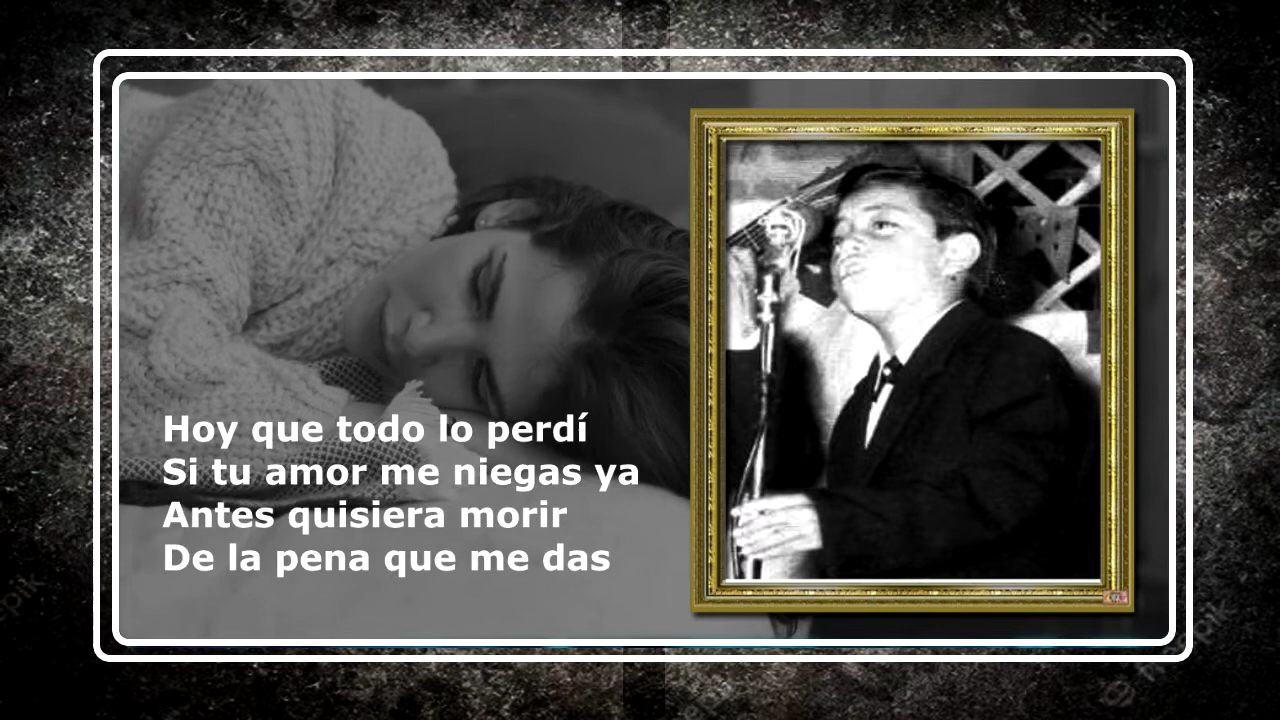 Hoy que todo lo perdí
Si tu amor me niegas ya
Antes quisiera morir
De la pena que me das